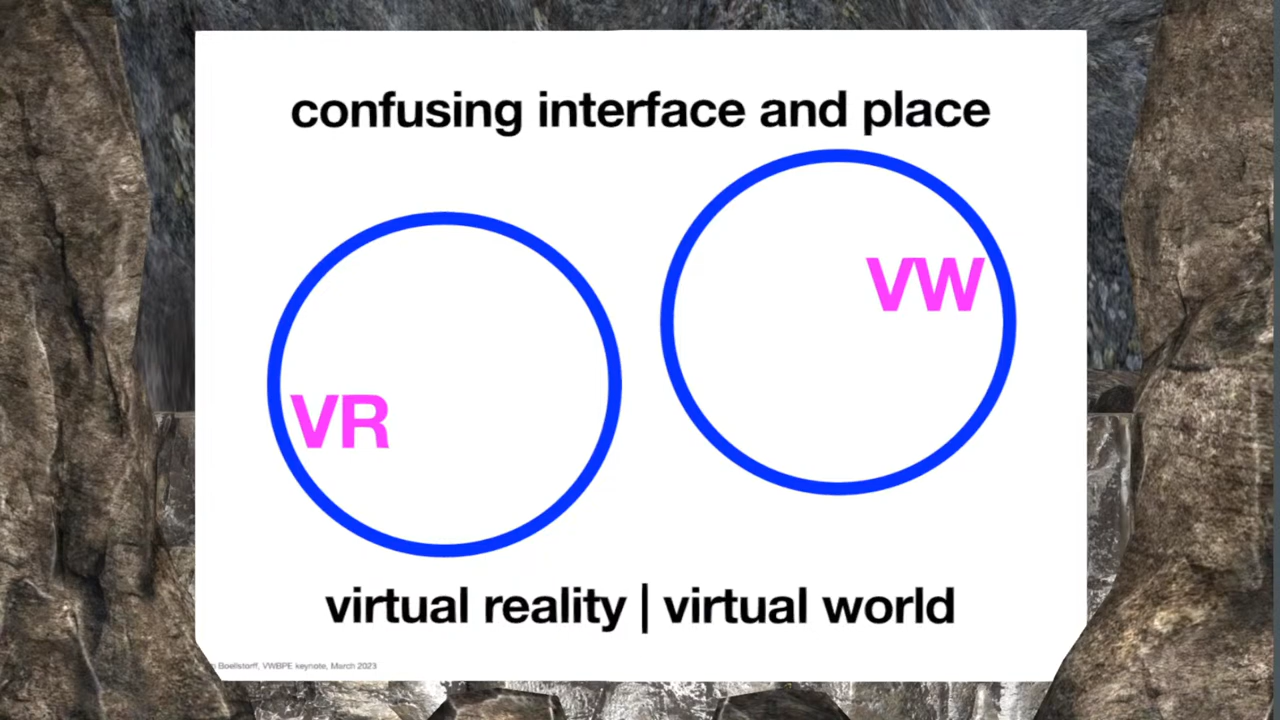 confusing interface and place
VW
VR
virtual reality | virtual world
Boellstorff, VWBPE keynote, March 2023